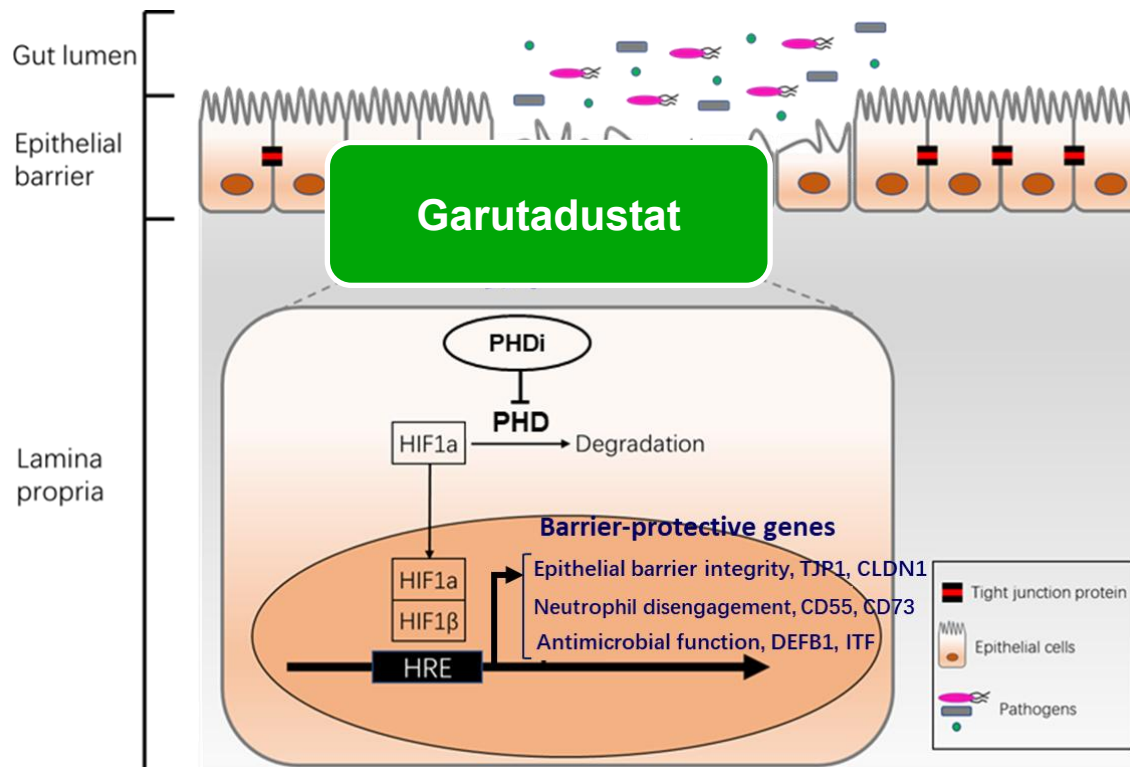 Gut lumen
Epithelial
barrier
Garutadustat
PHDi
PHD
HIF1a
Degradation
Lamina
propria
Barrier-protective genes
HIF1a
HIF1β
Epithelial barrier integrity, TJP1, CLDN1
Neutrophil disengagement, CD55, CD73
Antimicrobial function, DEFB1, ITF
HRE
Tight junction protein
Epithelial cells
Pathogens